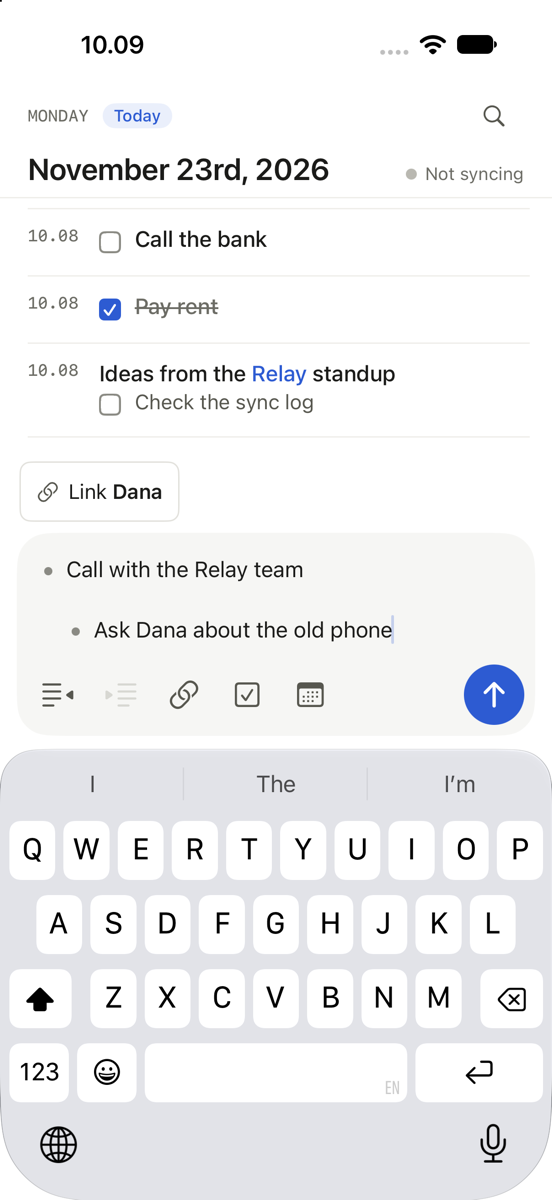 10.09
MONDAY Today
November 23rd, 2026 Not syncing
10.08 Call the bank
10.08 Pay rent
10.08 Ideas from the Relay standup
Check the sync log
Link Dana
Call with the Relay team
Ask Dana about the old phone
I The I'm
Q W E R T Y U I O P
A S D F G H J K L
Z X C V B N M
123 EN